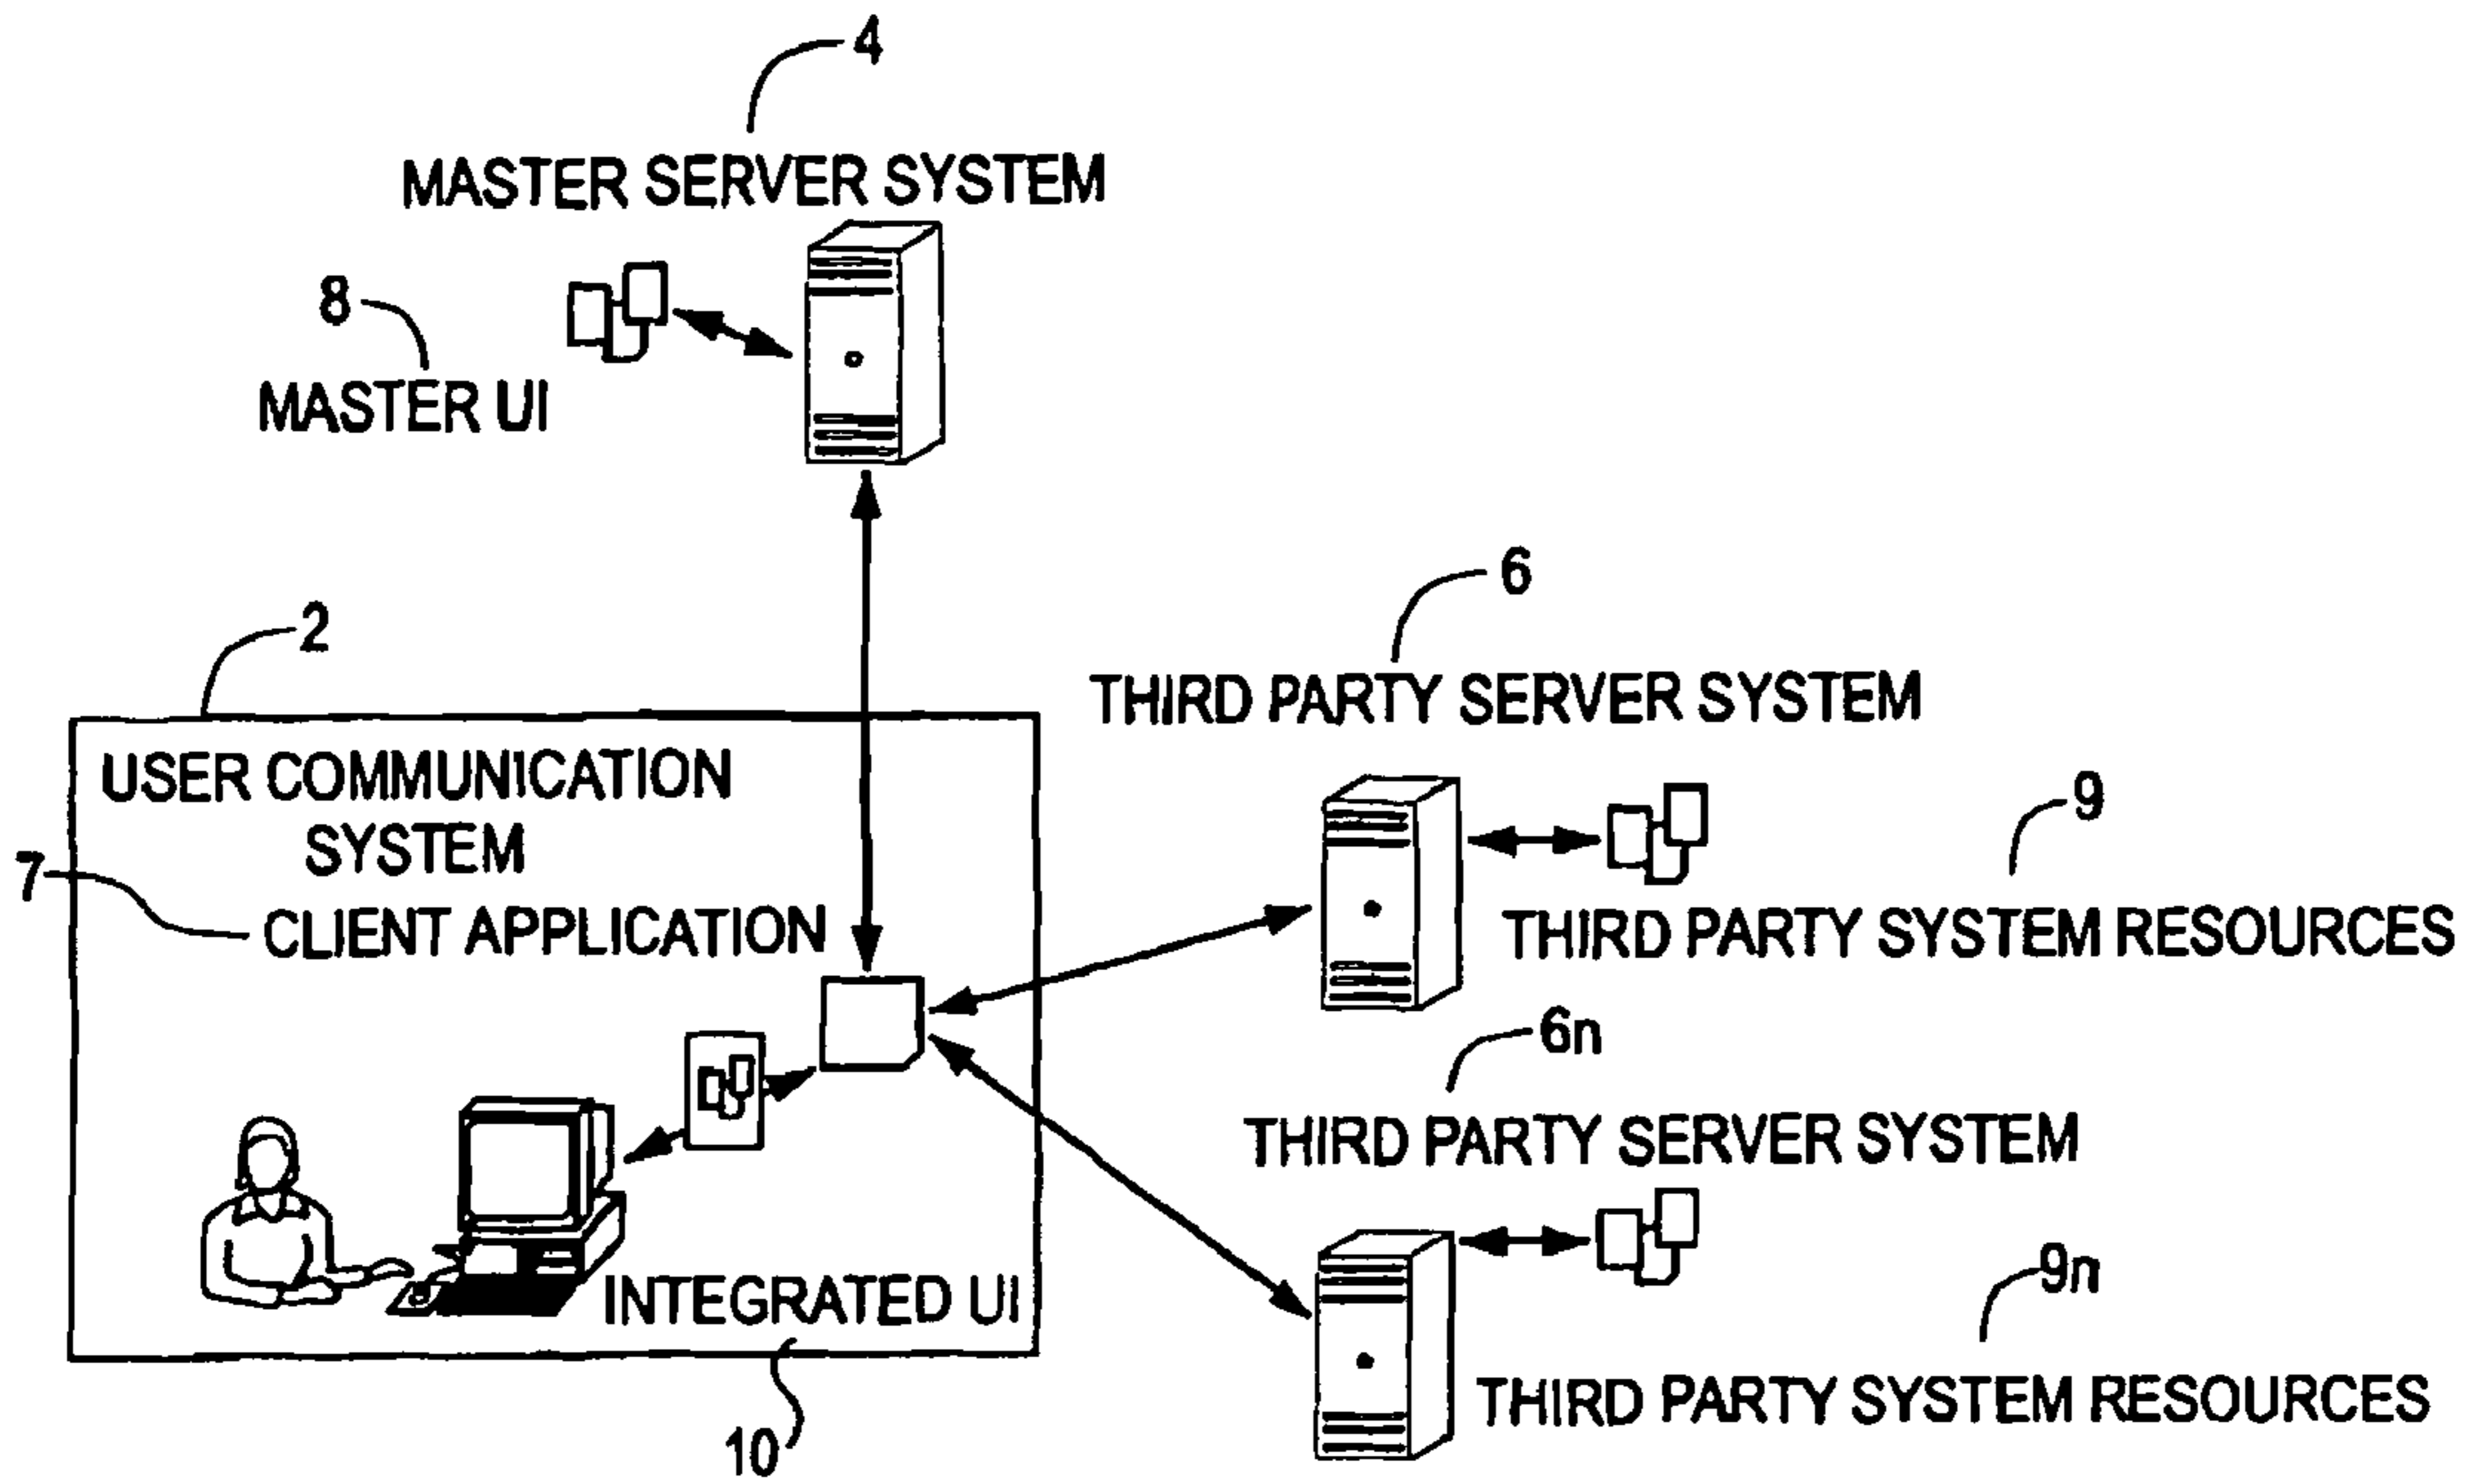 4
MASTER SERVER SYSTEM
8
MASTER UI
2
USER COMMUNICATION
SYSTEM
7
CLIENT APPLICATION
INTEGRATED UI
10
6
THIRD PARTY SERVER SYSTEM
9
THIRD PARTY SYSTEM RESOURCES
6n
THIRD PARTY SERVER SYSTEM
9n
THIRD PARTY SYSTEM RESOURCES